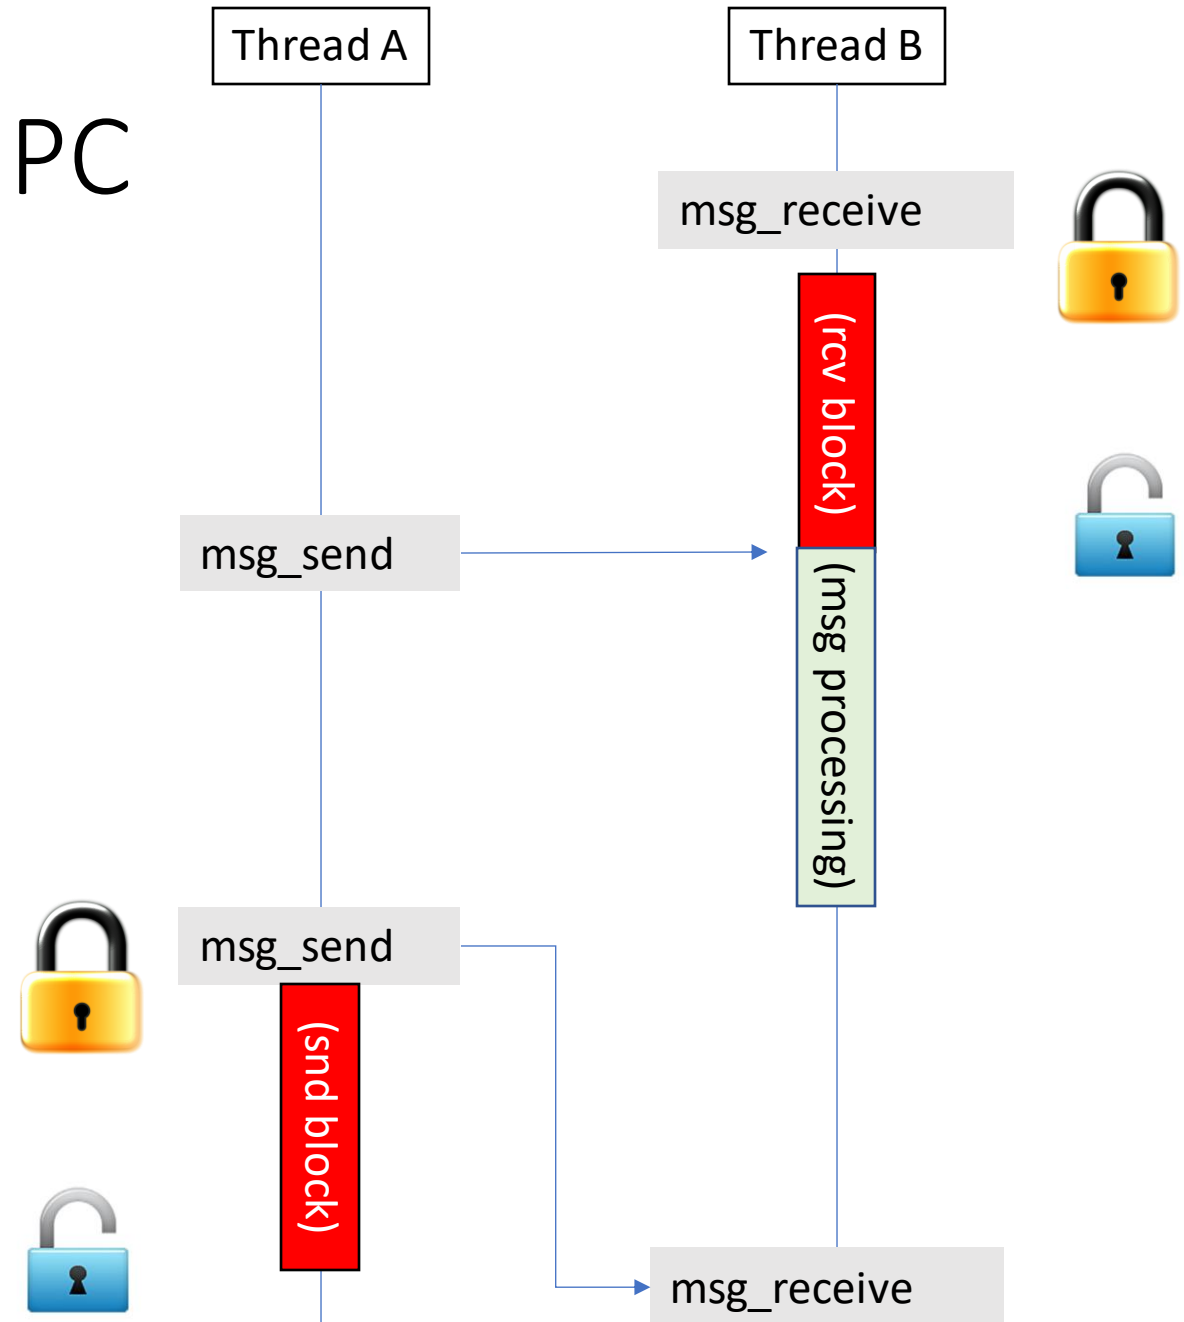 Thread A
Thread B
PC
msg_receive
(rcv block)
msg_send
(msg processing)
msg_send
(snd block)
msg_receive